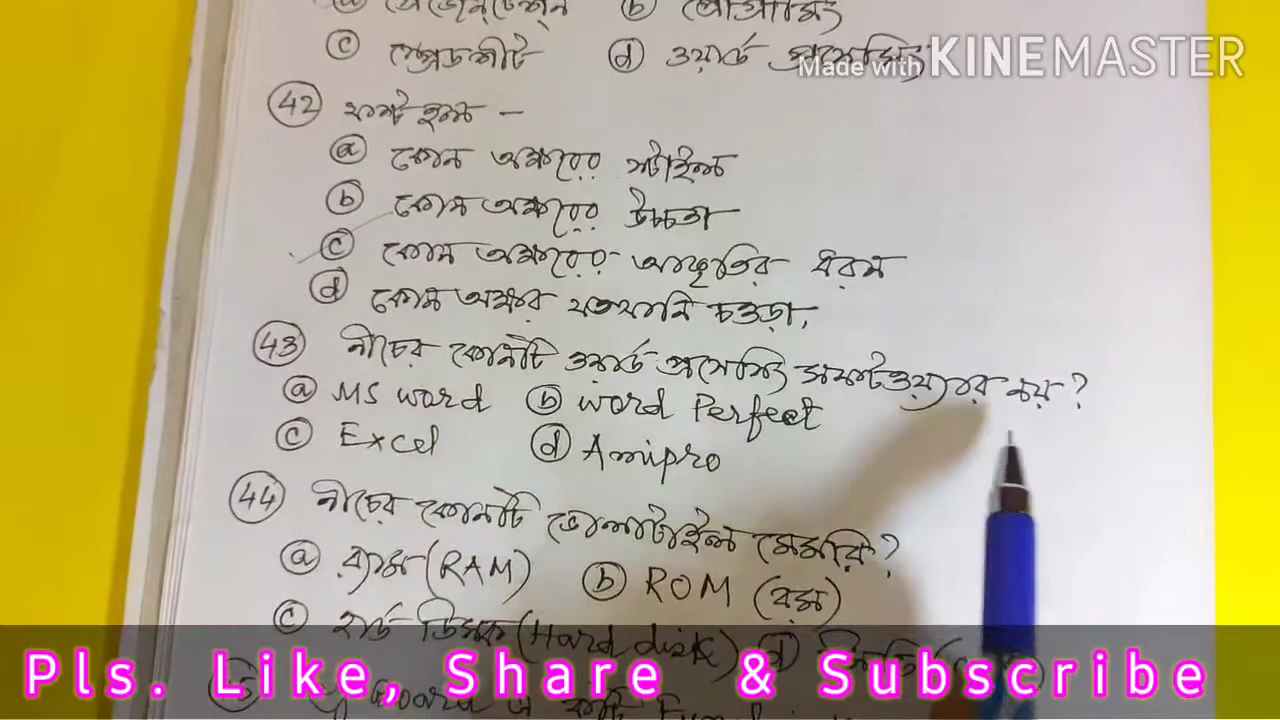 ⓐ প্রেজেন্টেশন ⓑ প্রোগ্রামিং
ⓒ স্প্রেডশীট ⓓ ওয়ার্ড প্রসেসিং
Made with KINEMASTER
㊷ ফন্ট হল –
ⓐ কোন অক্ষরের স্টাইল
ⓑ কোন অক্ষরের উচ্চতা
ⓒ কোন অক্ষরের আকৃতির ধরন
ⓓ কোন অক্ষর যতখানি চওড়া,
㊸ নীচের কোনটি ওয়ার্ড প্রসেসিং সফটওয়্যার নয়?
ⓐ MS word ⓑ word Perfect
ⓒ Excel ⓓ Amipro
㊹ নীচের কোনটি ভোলাটাইল মেমরি?
ⓐ র‍্যাম (RAM) ⓑ ROM (রম)
ⓒ হার্ড ডিস্ক (Hard disk) ⓓ
Pls. Like, Share & Subscribe